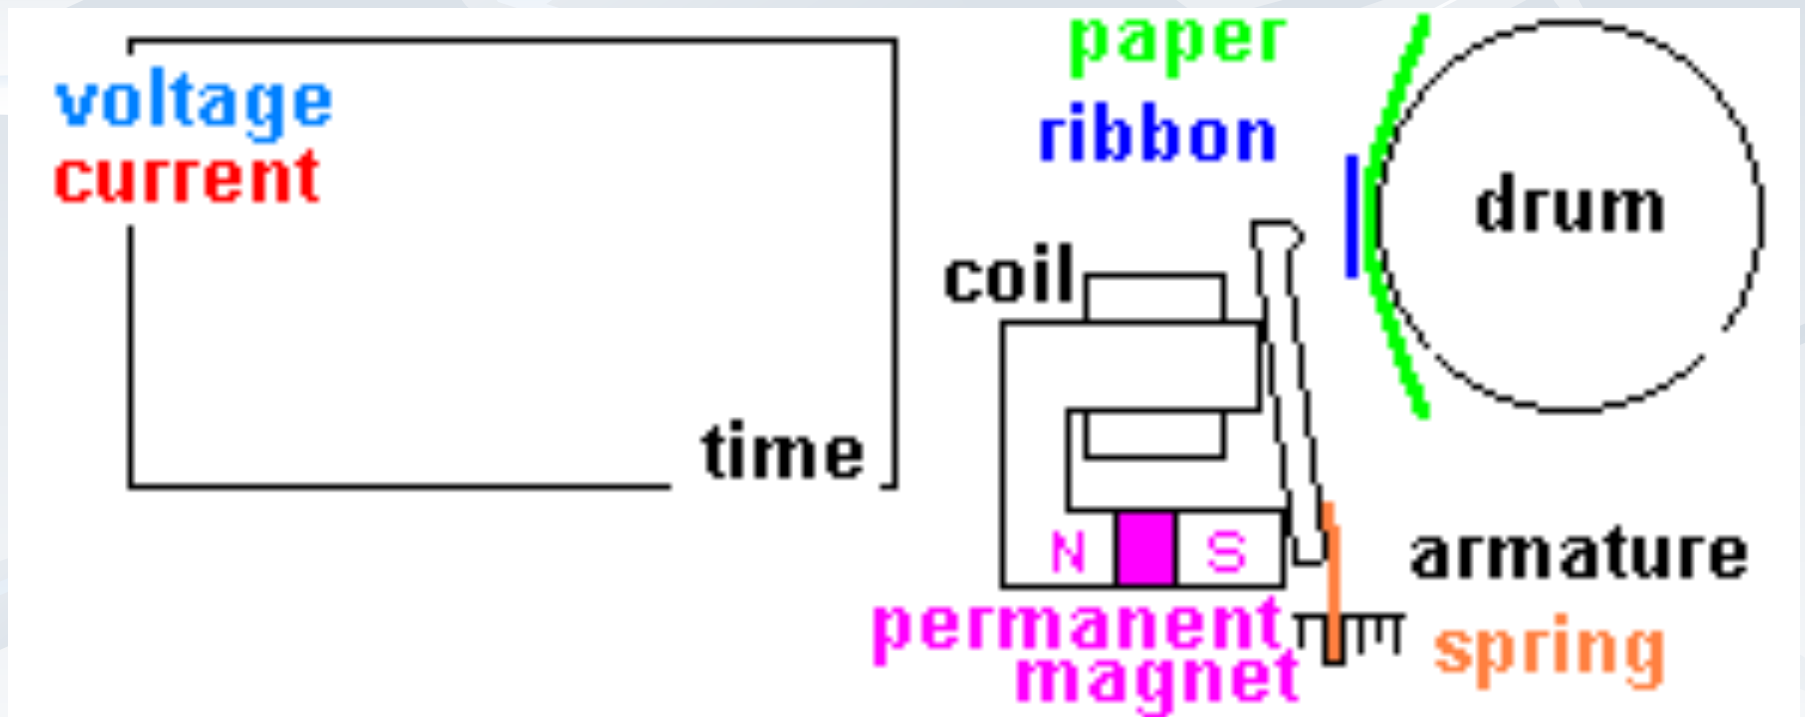 voltage
current
time
paper
ribbon
drum
coil
N S
armature
permanent
magnet
spring